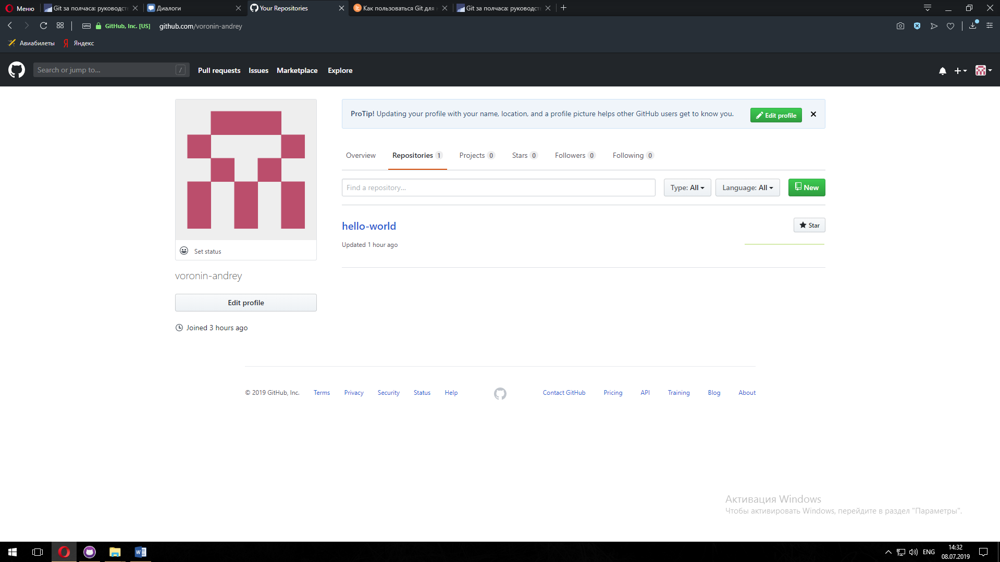 Меню
Git за полчаса: руководств
Диалоги
Your Repositories
Как пользоваться Git для н
Git за полчаса: руководств
VPN
GitHub, Inc. [US]
github.com/voronin-andrey
Авиабилеты
Яндекс
Search or jump to...
/
Pull requests
Issues
Marketplace
Explore
ProTip! Updating your profile with your name, location, and a profile picture helps other GitHub users get to know you.
Edit profile
Overview
Repositories 1
Projects 0
Stars 0
Followers 0
Following 0
Find a repository...
Type: All
Language: All
New
hello-world
Star
Updated 1 hour ago
Set status
voronin-andrey
Edit profile
Joined 3 hours ago
© 2019 GitHub, Inc.
Terms
Privacy
Security
Status
Help
Contact GitHub
Pricing
API
Training
Blog
About
Активация Windows
Чтобы активировать Windows, перейдите в раздел "Параметры".
ENG
14:32
08.07.2019